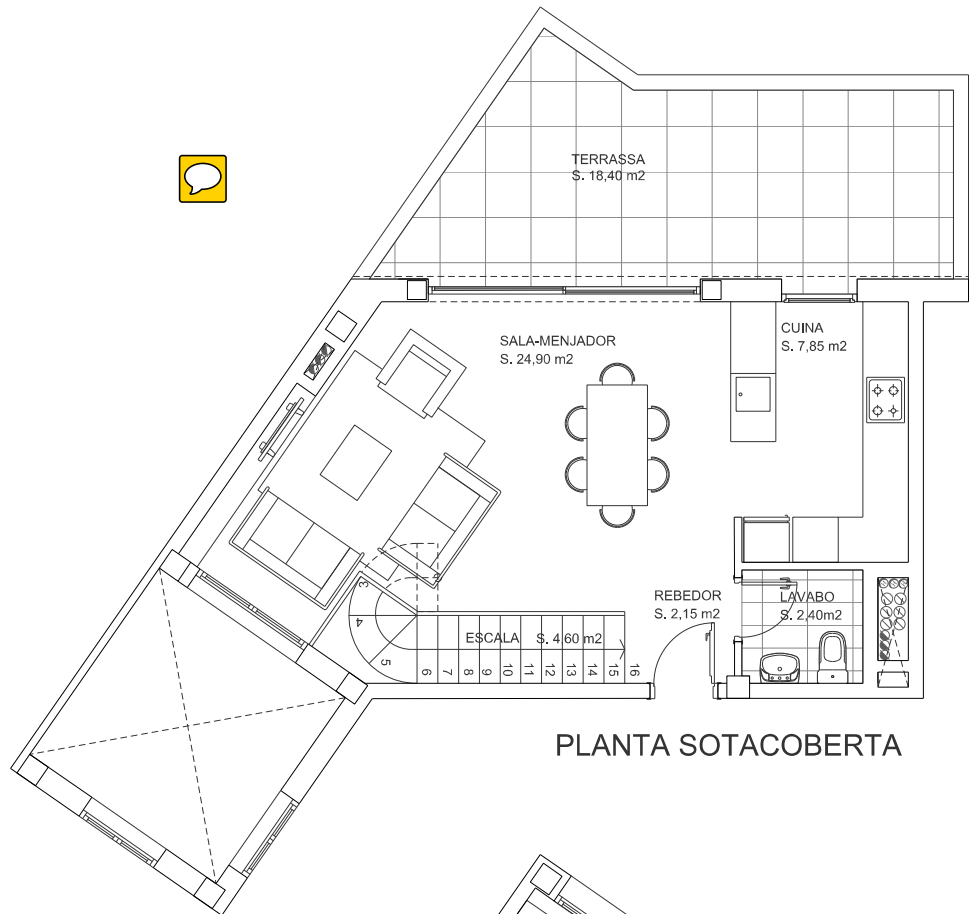 TERRASSA
S. 18,40 m2
SALA-MENJADOR
S. 24,90 m2
CUINA
S. 7,85 m2
REBEDOR
S. 2,15 m2
LAVABO
S. 2,40m2
ESCALA S. 4,60 m2
3
4
5
6 7 8 9 10 11 12 13 14 15 16
PLANTA SOTACOBERTA